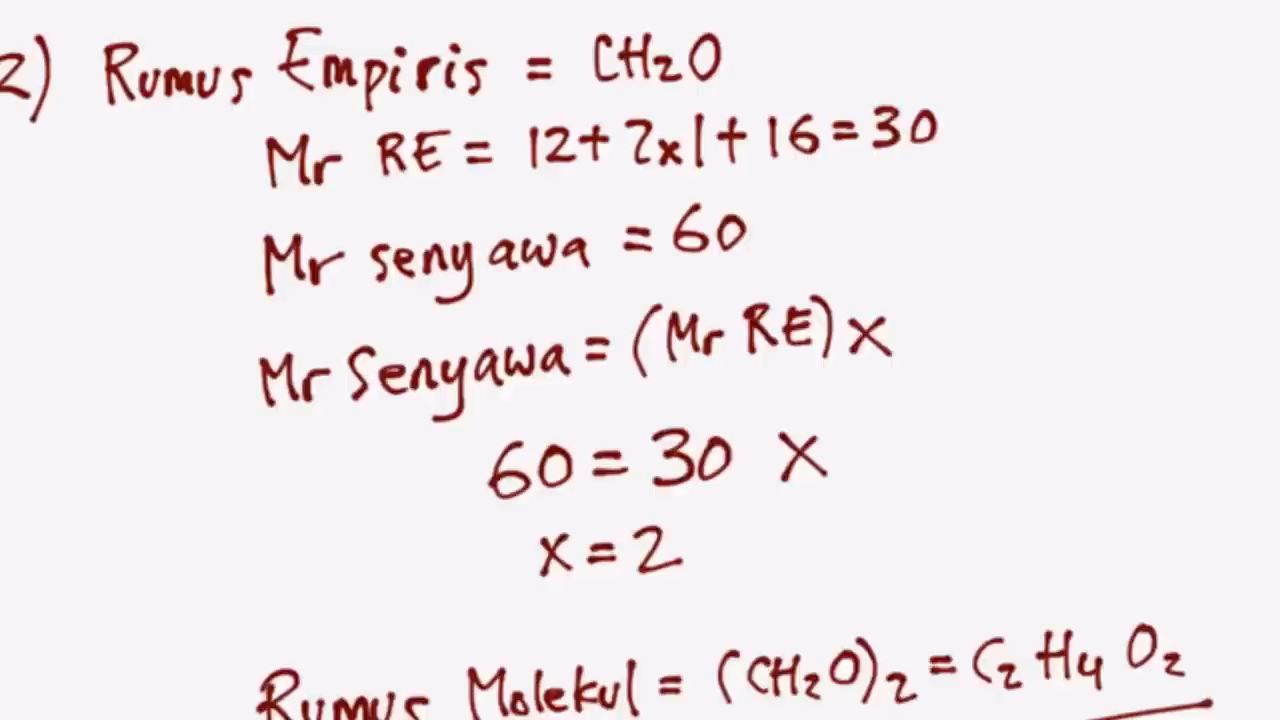 2) Rumus Empiris = CH₂O
Mr RE = 12 + 2x1 + 16 = 30
Mr senyawa = 60
Mr Senyawa = (Mr RE) x
60 = 30 x
x = 2
Rumus Molekul = (CH₂O)₂ = C₂H₄O₂